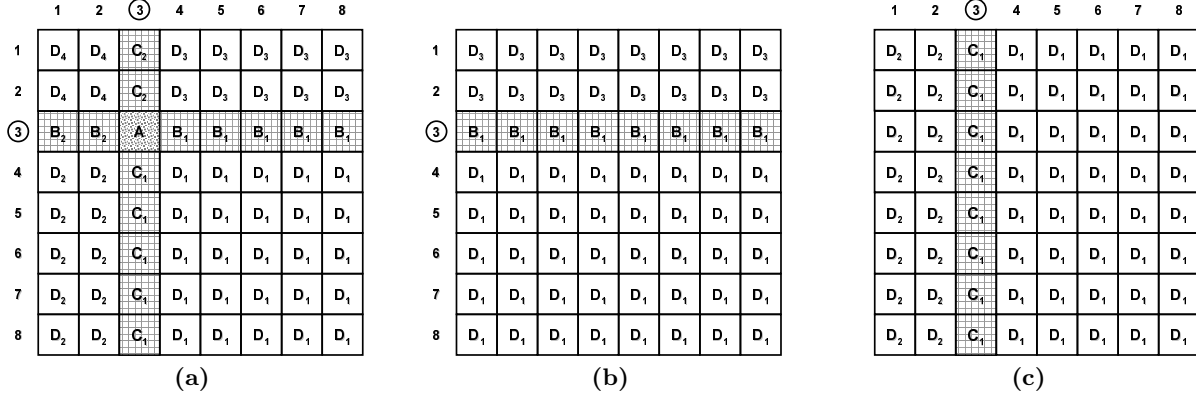 1 2 3 4 5 6 7 8
1 D4 D4 C2 D3 D3 D3 D3 D3
2 D4 D4 C2 D3 D3 D3 D3 D3
3 B2 B2 A B1 B1 B1 B1 B1
4 D2 D2 C1 D1 D1 D1 D1 D1
5 D2 D2 C1 D1 D1 D1 D1 D1
6 D2 D2 C1 D1 D1 D1 D1 D1
7 D2 D2 C1 D1 D1 D1 D1 D1
8 D2 D2 C1 D1 D1 D1 D1 D1
(a)
1 D3 D3 D3 D3 D3 D3 D3 D3
2 D3 D3 D3 D3 D3 D3 D3 D3
3 B1 B1 B1 B1 B1 B1 B1 B1
4 D1 D1 D1 D1 D1 D1 D1 D1
5 D1 D1 D1 D1 D1 D1 D1 D1
6 D1 D1 D1 D1 D1 D1 D1 D1
7 D1 D1 D1 D1 D1 D1 D1 D1
8 D1 D1 D1 D1 D1 D1 D1 D1
(b)
1 2 3 4 5 6 7 8
D2 D2 C1 D1 D1 D1 D1 D1
D2 D2 C1 D1 D1 D1 D1 D1
D2 D2 C1 D1 D1 D1 D1 D1
D2 D2 C1 D1 D1 D1 D1 D1
D2 D2 C1 D1 D1 D1 D1 D1
D2 D2 C1 D1 D1 D1 D1 D1
D2 D2 C1 D1 D1 D1 D1 D1
D2 D2 C1 D1 D1 D1 D1 D1
(c)